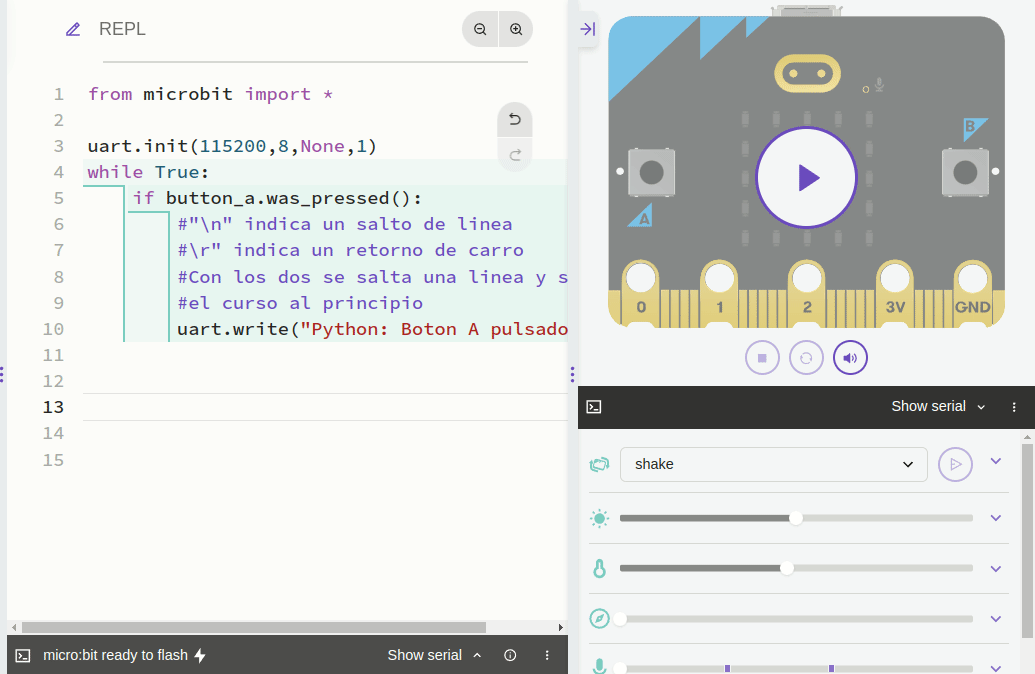 REPL
1 from microbit import *
2
3 uart.init(115200,8,None,1)
4 while True:
5 if button_a.was_pressed():
6 #"\n" indica un salto de linea
7 #\r" indica un retorno de carro
8 #Con los dos se salta una linea y s
9 #el curso al principio
10 uart.write("Python: Boton A pulsado
11
12
13
14
15
micro:bit ready to flash
Show serial
B
A
0 1 2 3V GND
Show serial
shake